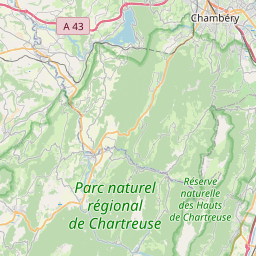 Chambéry
A 43
Parc naturel
régional
de Chartreuse
Réserve
naturelle
des Hauts
de Chartreuse